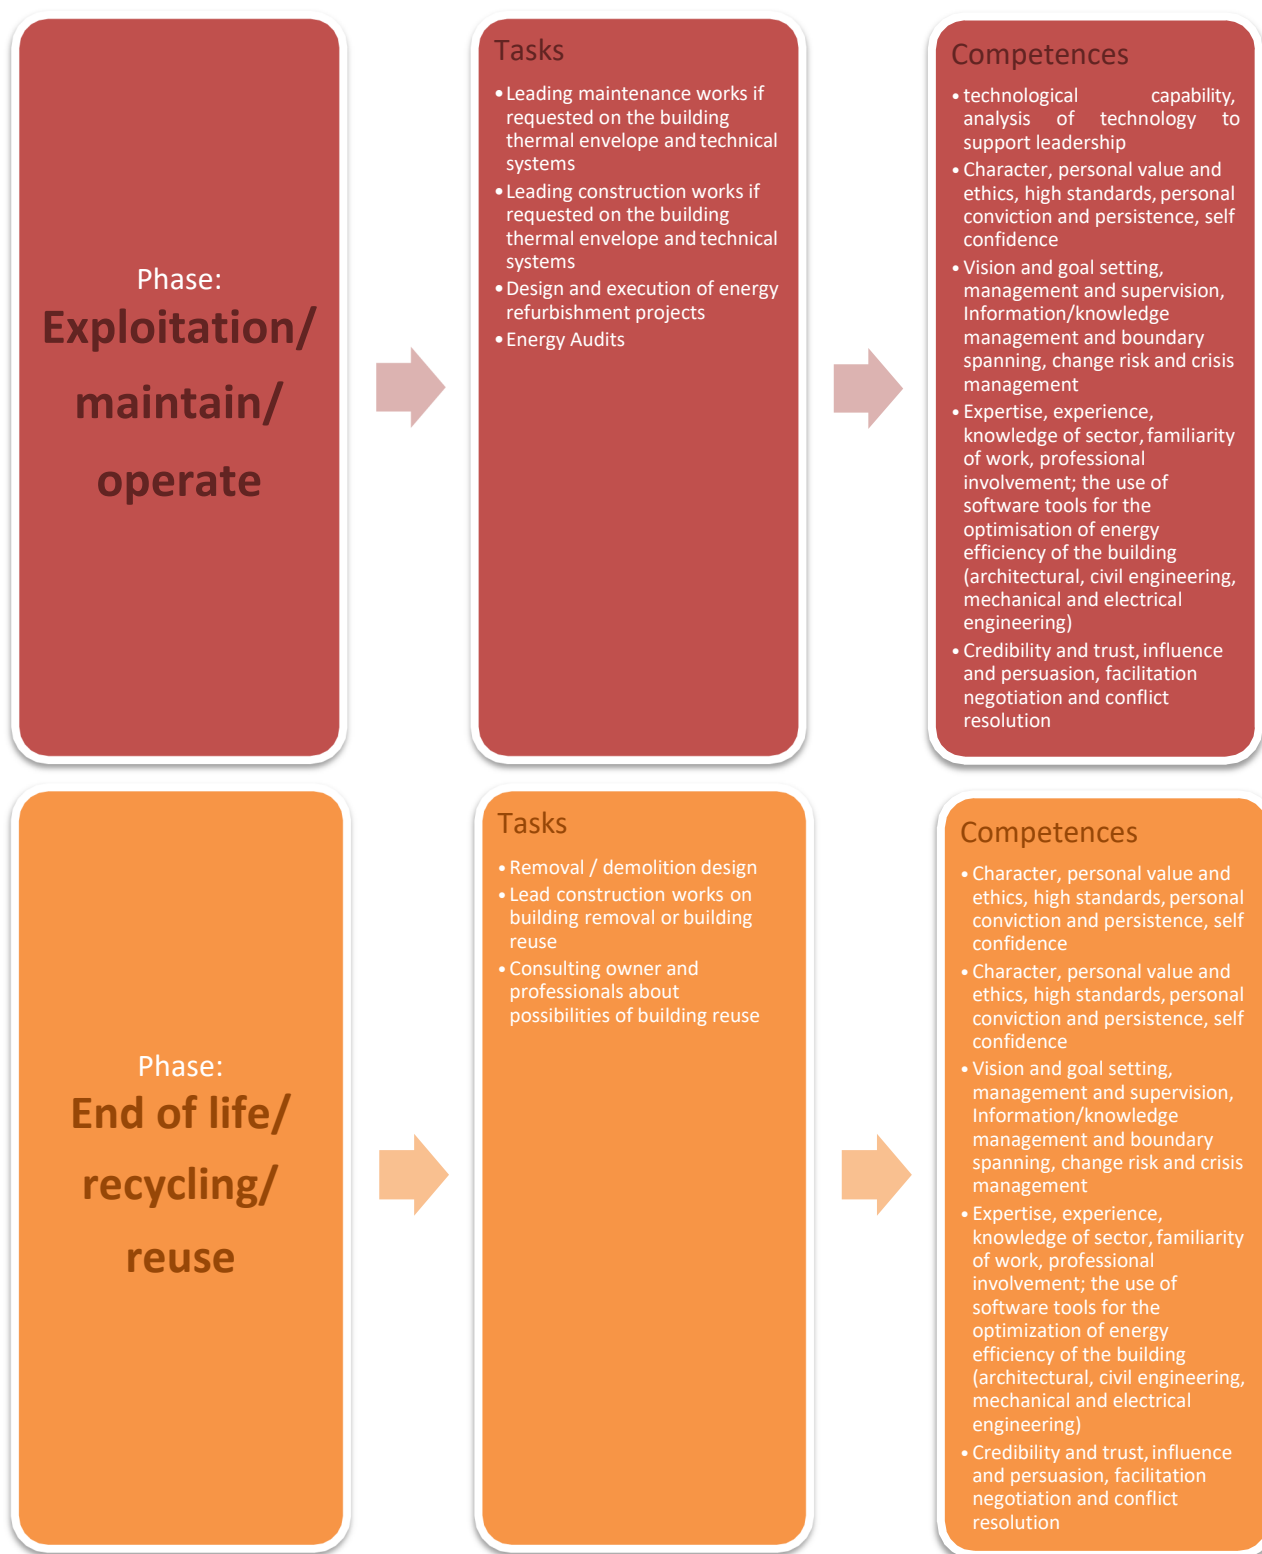 Phase:
Exploitation/
maintain/
operate
Tasks
•Leading maintenance works if
requested on the building
thermal envelope and technical
systems
•Leading construction works if
requested on the building
thermal envelope and technical
systems
•Design and execution of energy
refurbishment projects
•Energy Audits
Competences
•technological capability,
analysis of technology to
support leadership
•Character, personal value and
ethics, high standards, personal
conviction and persistence, self
confidence
•Vision and goal setting,
management and supervision,
Information/knowledge
management and boundary
spanning, change risk and crisis
management
•Expertise, experience,
knowledge of sector, familiarity
of work, professional
involvement; the use of
software tools for the
optimisation of energy
efficiency of the building
(architectural, civil engineering,
mechanical and electrical
engineering)
•Credibility and trust, influence
and persuasion, facilitation
negotiation and conflict
resolution
Phase:
End of life/
recycling/
reuse
Tasks
•Removal / demolition design
•Lead construction works on
building removal or building
reuse
•Consulting owner and
professionals about
possibilities of building reuse
Competences
•Character, personal value and
ethics, high standards, personal
conviction and persistence, self
confidence
•Character, personal value and
ethics, high standards, personal
conviction and persistence, self
confidence
•Vision and goal setting,
management and supervision,
Information/knowledge
management and boundary
spanning, change risk and crisis
management
•Expertise, experience,
knowledge of sector, familiarity
of work, professional
involvement; the use of
software tools for the
optimization of energy
efficiency of the building
(architectural, civil engineering,
mechanical and electrical
engineering)
•Credibility and trust, influence
and persuasion, facilitation
negotiation and conflict
resolution